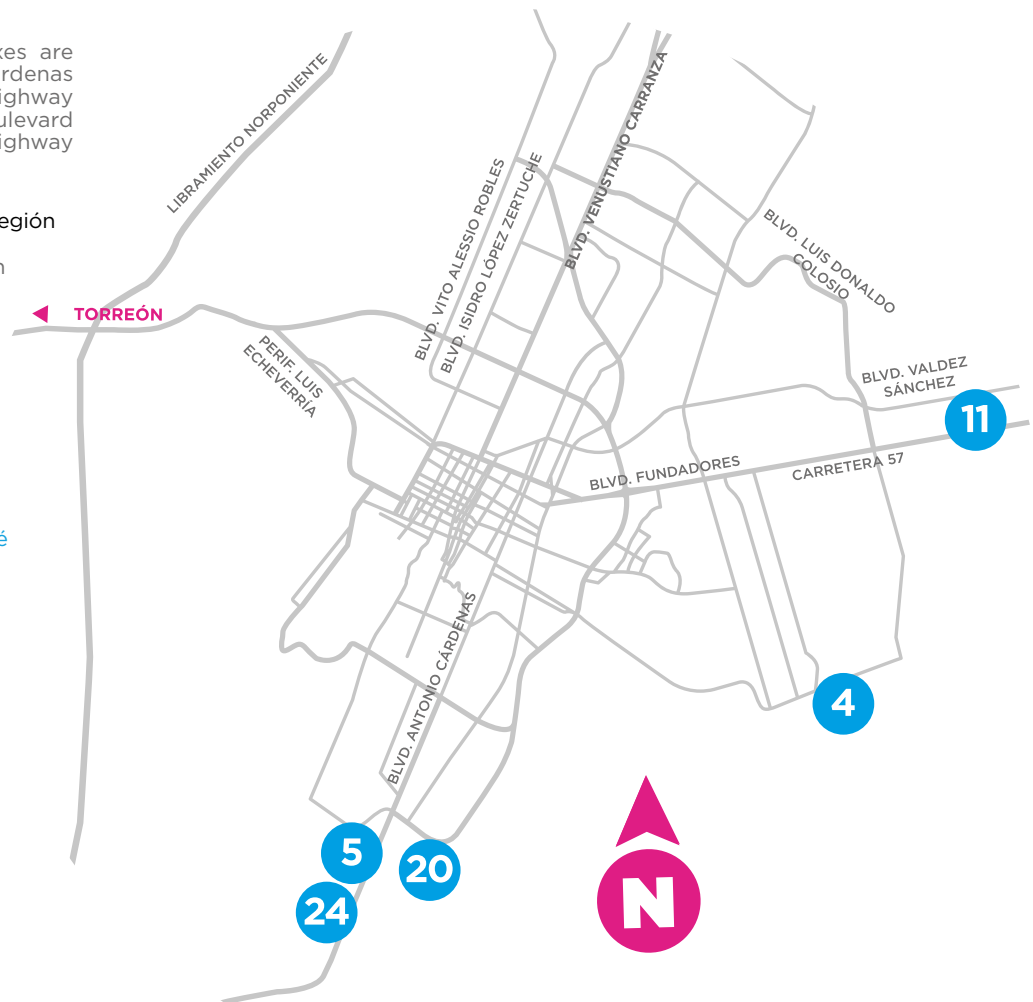 xes are
rdenas
ighway
ulevard
ighway
egión
n
é
LIBRAMIENTO NORPONIENTE
TORREÓN
PERIF. LUIS
ECHEVERRÍA
BLVD. VITO ALESSIO ROBLES
BLVD. ISIDRO LÓPEZ ZERTUCHE
BLVD. VENUSTIANO CARRANZA
BLVD. LUIS DONALDO
COLOSIO
BLVD. VALDEZ
SÁNCHEZ
11
BLVD. FUNDADORES
CARRETERA 57
BLVD. ANTONIO CÁRDENAS
4
5
20
24
N